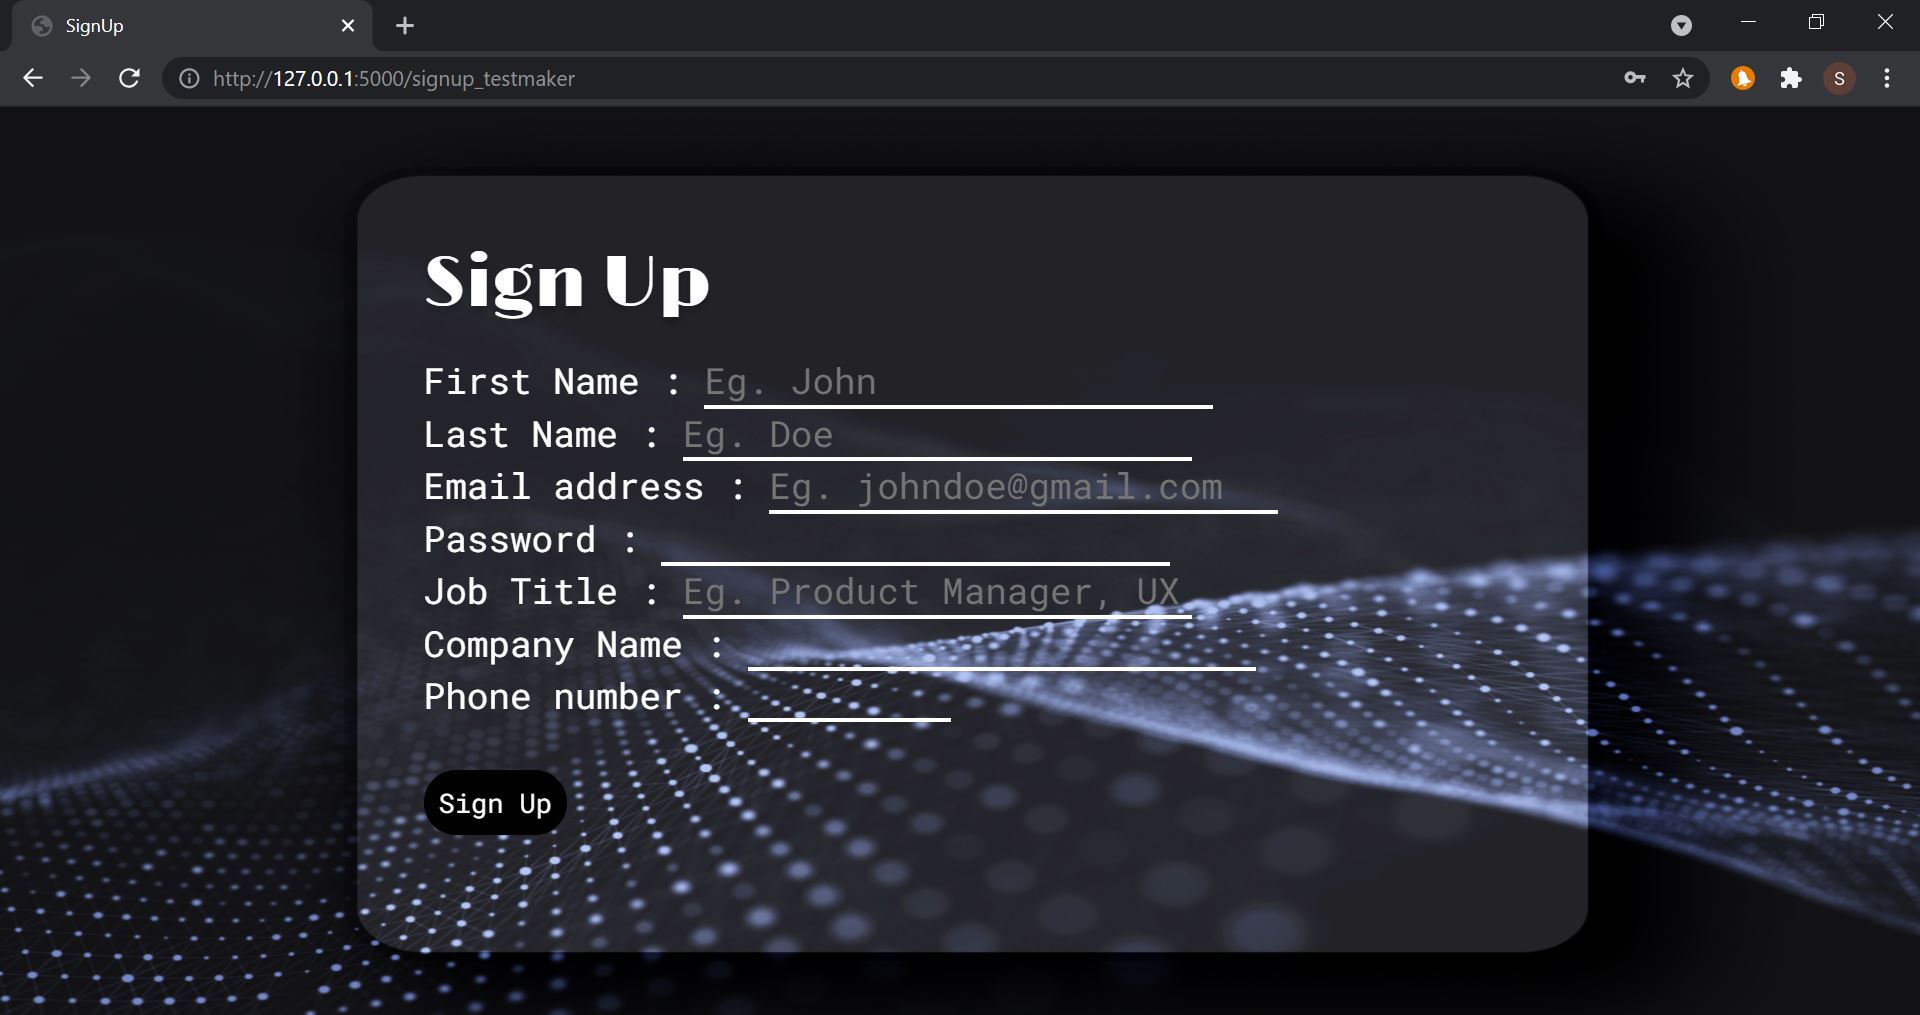 SignUp
http://127.0.0.1:5000/signup_testmaker
S
Sign Up
First Name : Eg. John
Last Name : Eg. Doe
Email address : Eg. johndoe@gmail.com
Password :
Job Title : Eg. Product Manager, UX
Company Name :
Phone number :
Sign Up